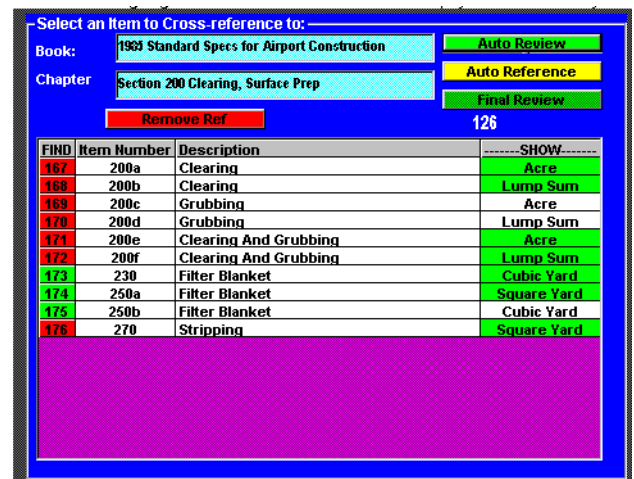 Select an Item to Cross-reference to:
Book: 1985 Standard Specs for Airport Construction
Auto Review
Chapter Section 200 Clearing, Surface Prep
Auto Reference
Final Review
Remove Ref 126
FIND Item Number Description -------SHOW-------
167 200a Clearing Acre
168 200b Clearing Lump Sum
169 200c Grubbing Acre
170 200d Grubbing Lump Sum
171 200e Clearing And Grubbing Acre
172 200f Clearing And Grubbing Lump Sum
173 230 Filter Blanket Cubic Yard
174 250a Filter Blanket Square Yard
175 250b Filter Blanket Cubic Yard
176 270 Stripping Square Yard